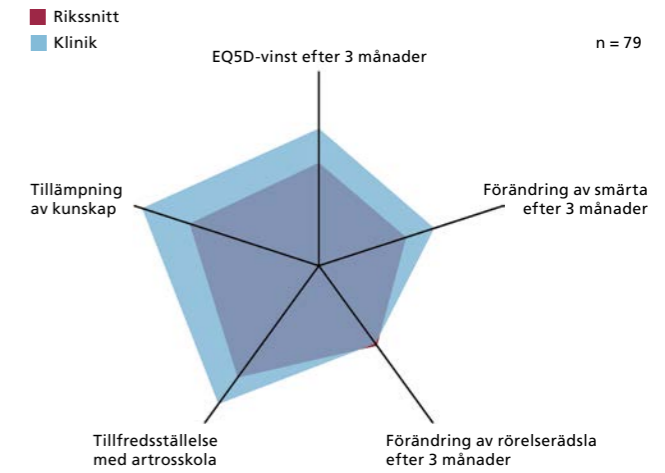 Rikssnitt
Klinik
n = 79
EQ5D-vinst efter 3 månader
Tillämpning
av kunskap
Förändring av smärta
efter 3 månader
Tillfredsställelse
med artrosskola
Förändring av rörelserädsla
efter 3 månader